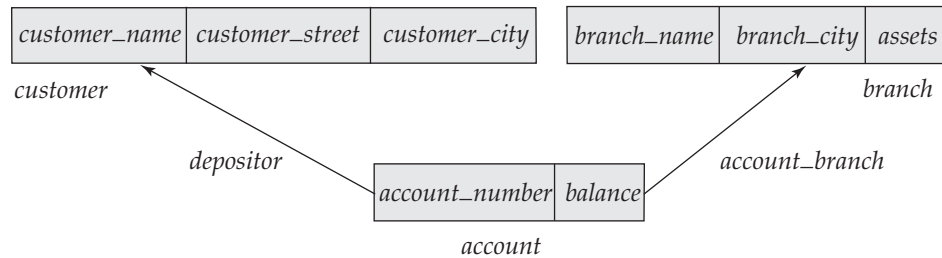 customer_name customer_street customer_city
branch_name branch_city assets
customer
branch
depositor
account_branch
account_number balance
account